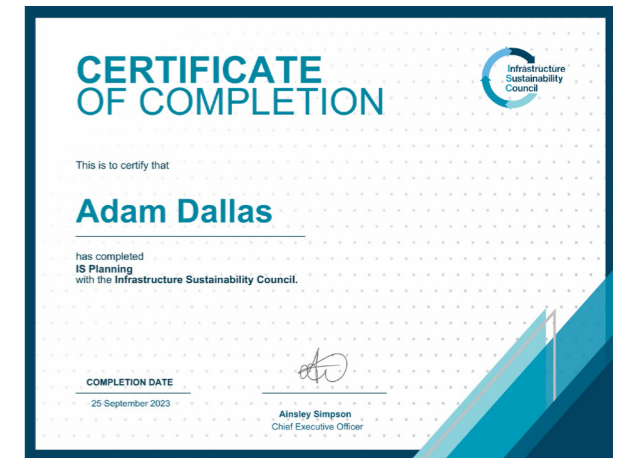 CERTIFICATE
OF COMPLETION
Infrastructure
Sustainability
Council
This is to certify that
Adam Dallas
has completed
IS Planning
with the Infrastructure Sustainability Council.
COMPLETION DATE
25 September 2023
Ainsley Simpson
Chief Executive Officer